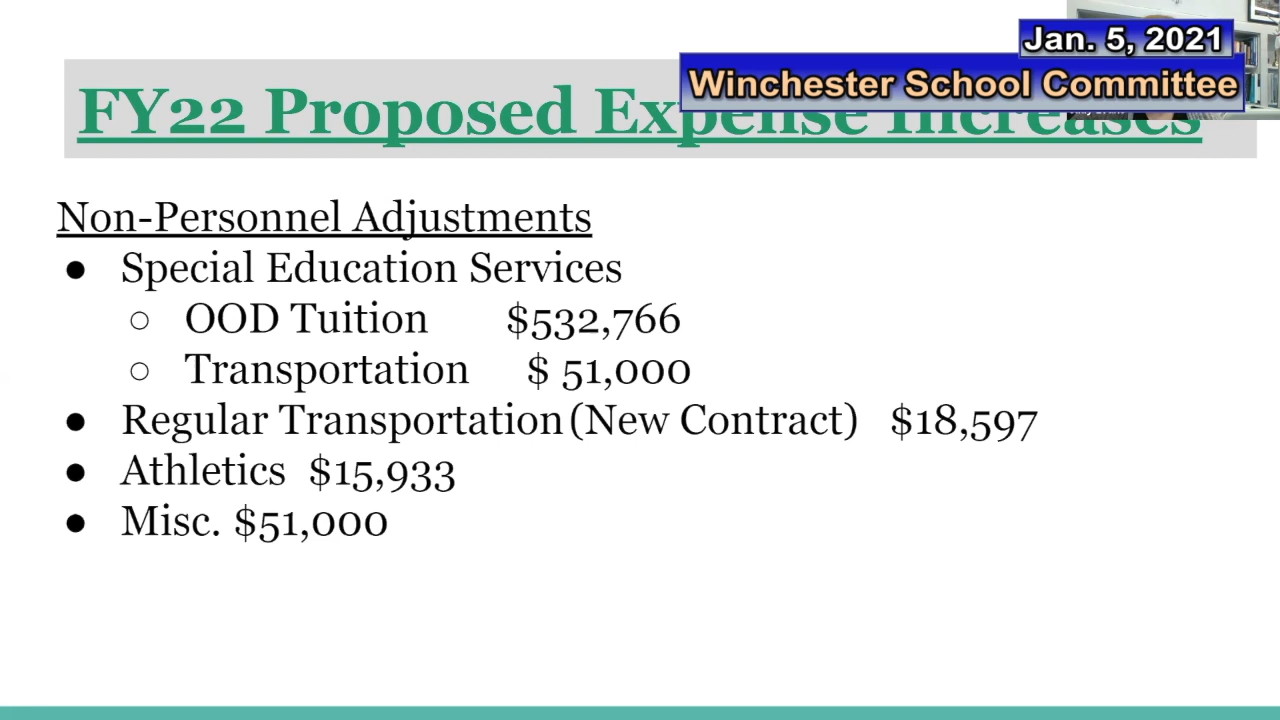 Jan. 5, 2021
Winchester School Committee
FY22 Proposed Expense Increases
Non-Personnel Adjustments
● Special Education Services
○ OOD Tuition $532,766
○ Transportation $ 51,000
● Regular Transportation (New Contract) $18,597
● Athletics $15,933
● Misc. $51,000